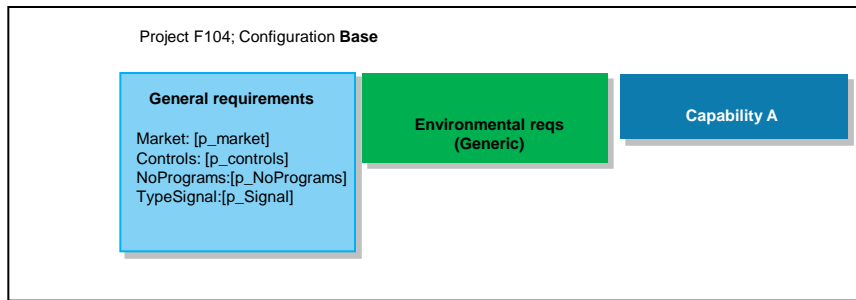 Project F104; Configuration Base
General requirements
Market: [p_market]
Controls: [p_controls]
NoPrograms:[p_NoPrograms]
TypeSignal:[p_Signal]
Environmental reqs
(Generic)
Capability A